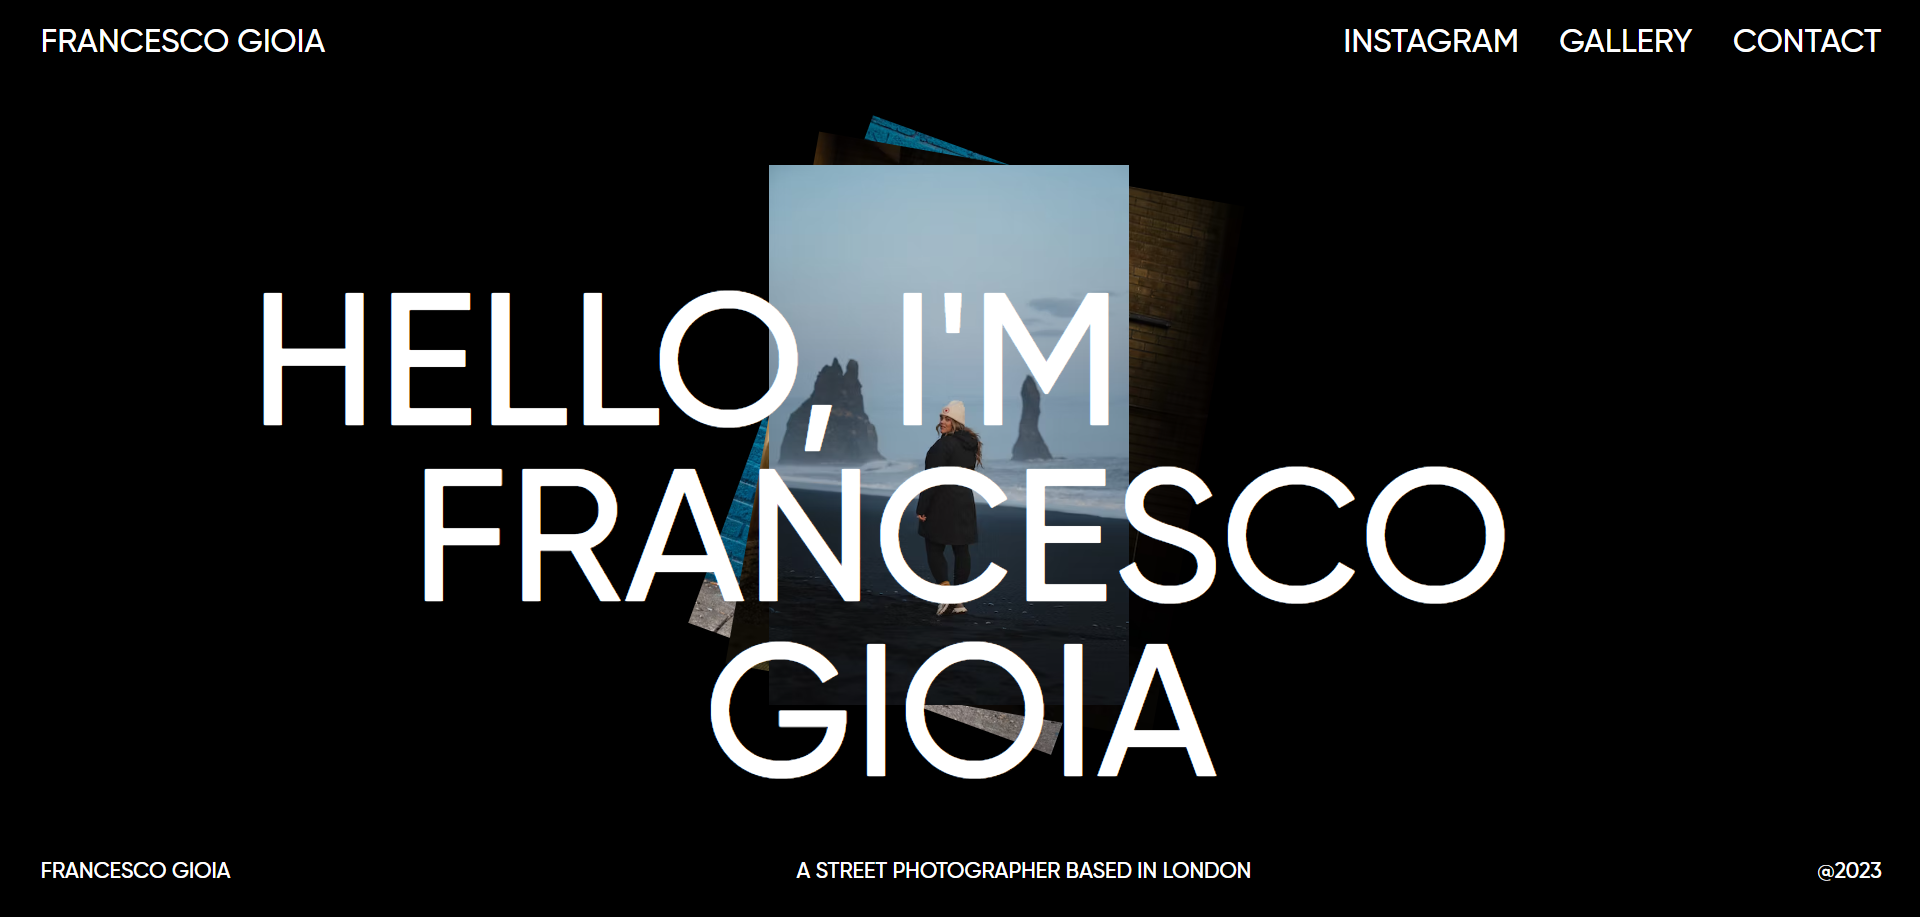 FRANCESCO GIOIA
INSTAGRAM GALLERY CONTACT
HELLO, I'M
FRANCESCO
GIOIA
FRANCESCO GIOIA
A STREET PHOTOGRAPHER BASED IN LONDON
@2023